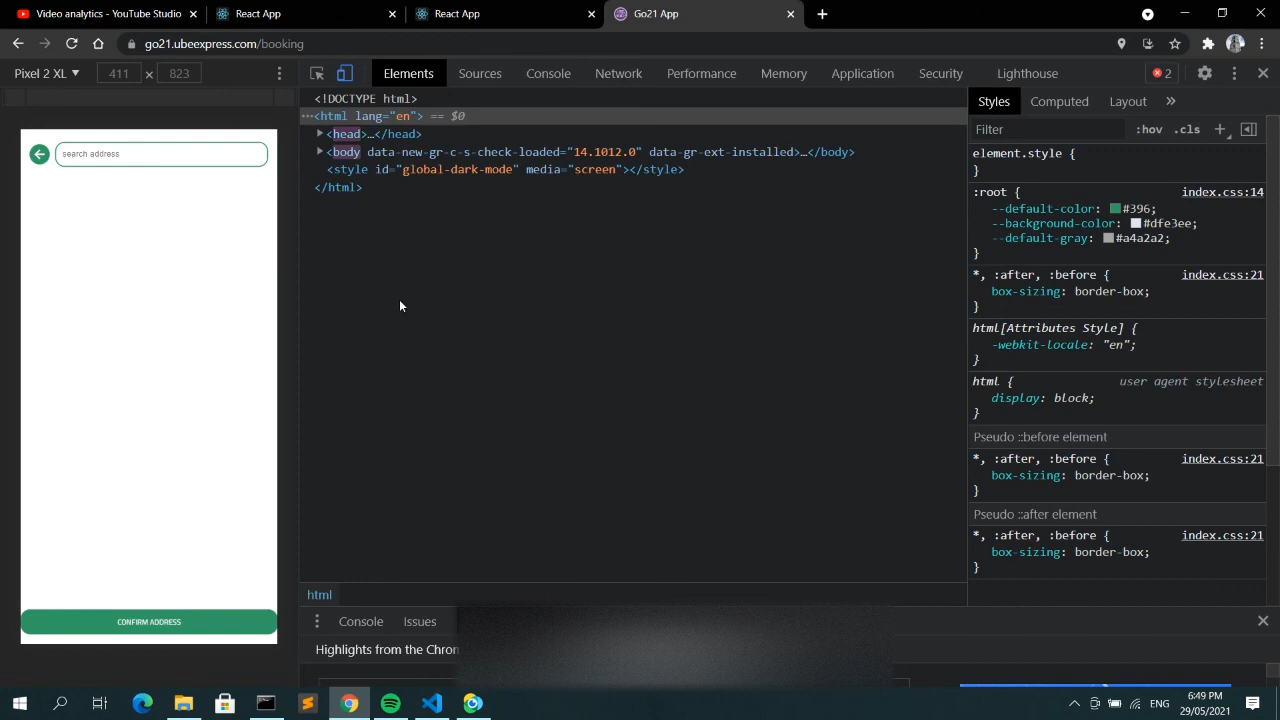 Video analytics - YouTube Studio
React App
React App
Go21 App
go21.ubeexpress.com/booking
Pixel 2 XL
411 × 823
Elements
Sources
Console
Network
Performance
Memory
Application
Security
Lighthouse
2
search address
CONFIRM ADDRESS
<!DOCTYPE html>
…<html lang="en"> == $0
<head>…</head>
<body data-new-gr-c-s-check-loaded="14.1012.0" data-gr-ext-installed>…</body>
<style id="global-dark-mode" media="screen"></style>
</html>
html
Console
Issues
Highlights from the Chron
Styles
Computed
Layout
Filter
:hov .cls
element.style {
}
:root { index.css:14
--default-color: #396;
--background-color: #dfe3ee;
--default-gray: #a4a2a2;
}
*, :after, :before { index.css:21
box-sizing: border-box;
}
html[Attributes Style] {
-webkit-locale: "en";
}
html { user agent stylesheet
display: block;
}
Pseudo ::before element
*, :after, :before { index.css:21
box-sizing: border-box;
}
Pseudo ::after element
*, :after, :before { index.css:21
box-sizing: border-box;
}
ENG
6:49 PM
29/05/2021